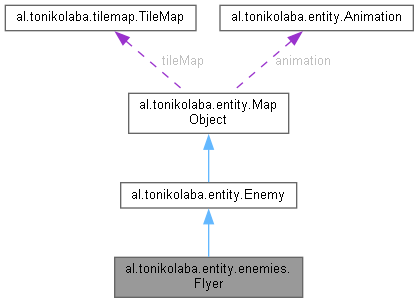 al.tonikolaba.tilemap.TileMap
al.tonikolaba.entity.Animation
tileMap
animation
al.tonikolaba.entity.Map
Object
al.tonikolaba.entity.Enemy
al.tonikolaba.entity.enemies.
Flyer